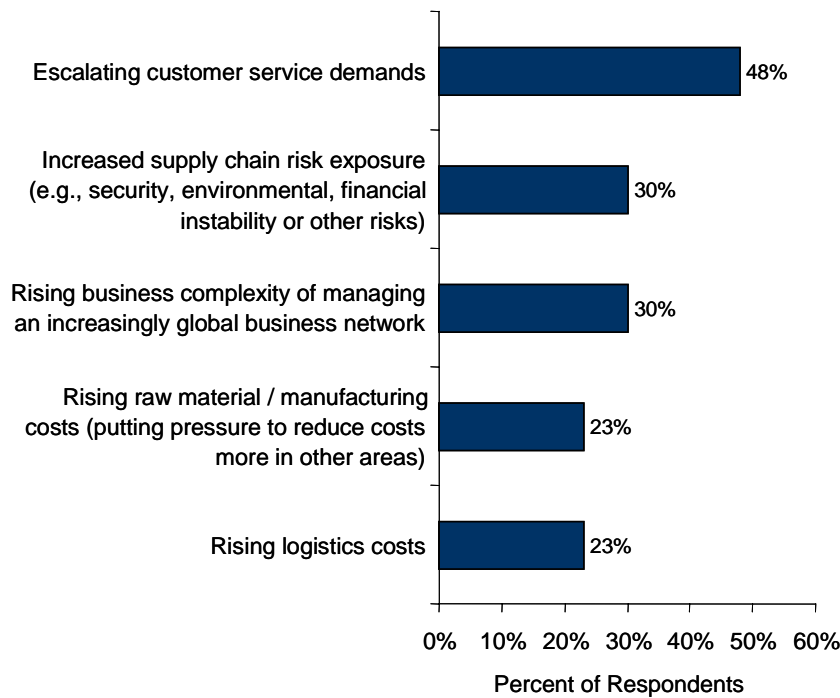 Escalating customer service demands
48%
Increased supply chain risk exposure
(e.g., security, environmental, financial
instability or other risks)
30%
Rising business complexity of managing
an increasingly global business network
30%
Rising raw material / manufacturing
costs (putting pressure to reduce costs
more in other areas)
23%
Rising logistics costs
23%
0% 10% 20% 30% 40% 50% 60%
Percent of Respondents